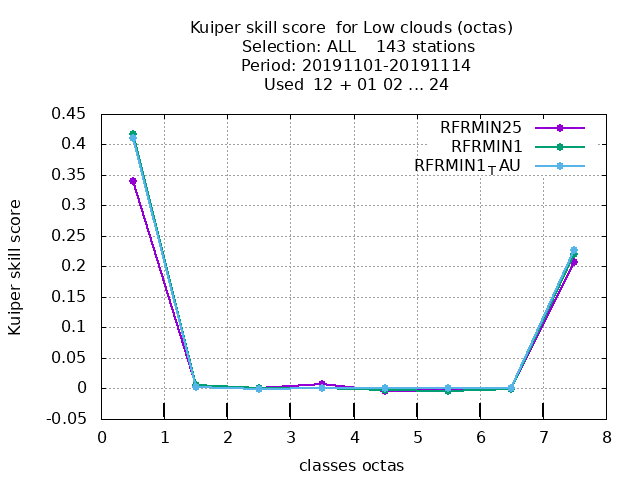 Kuiper skill score for Low clouds (octas)
Selection: ALL 143 stations
Period: 20191101-20191114
Used 12 + 01 02 ... 24
RFRMIN25
RFRMIN1
RFRMIN1TAU
Kuiper skill score
0.45
0.4
0.35
0.3
0.25
0.2
0.15
0.1
0.05
0
-0.05
0 1 2 3 4 5 6 7 8
classes octas